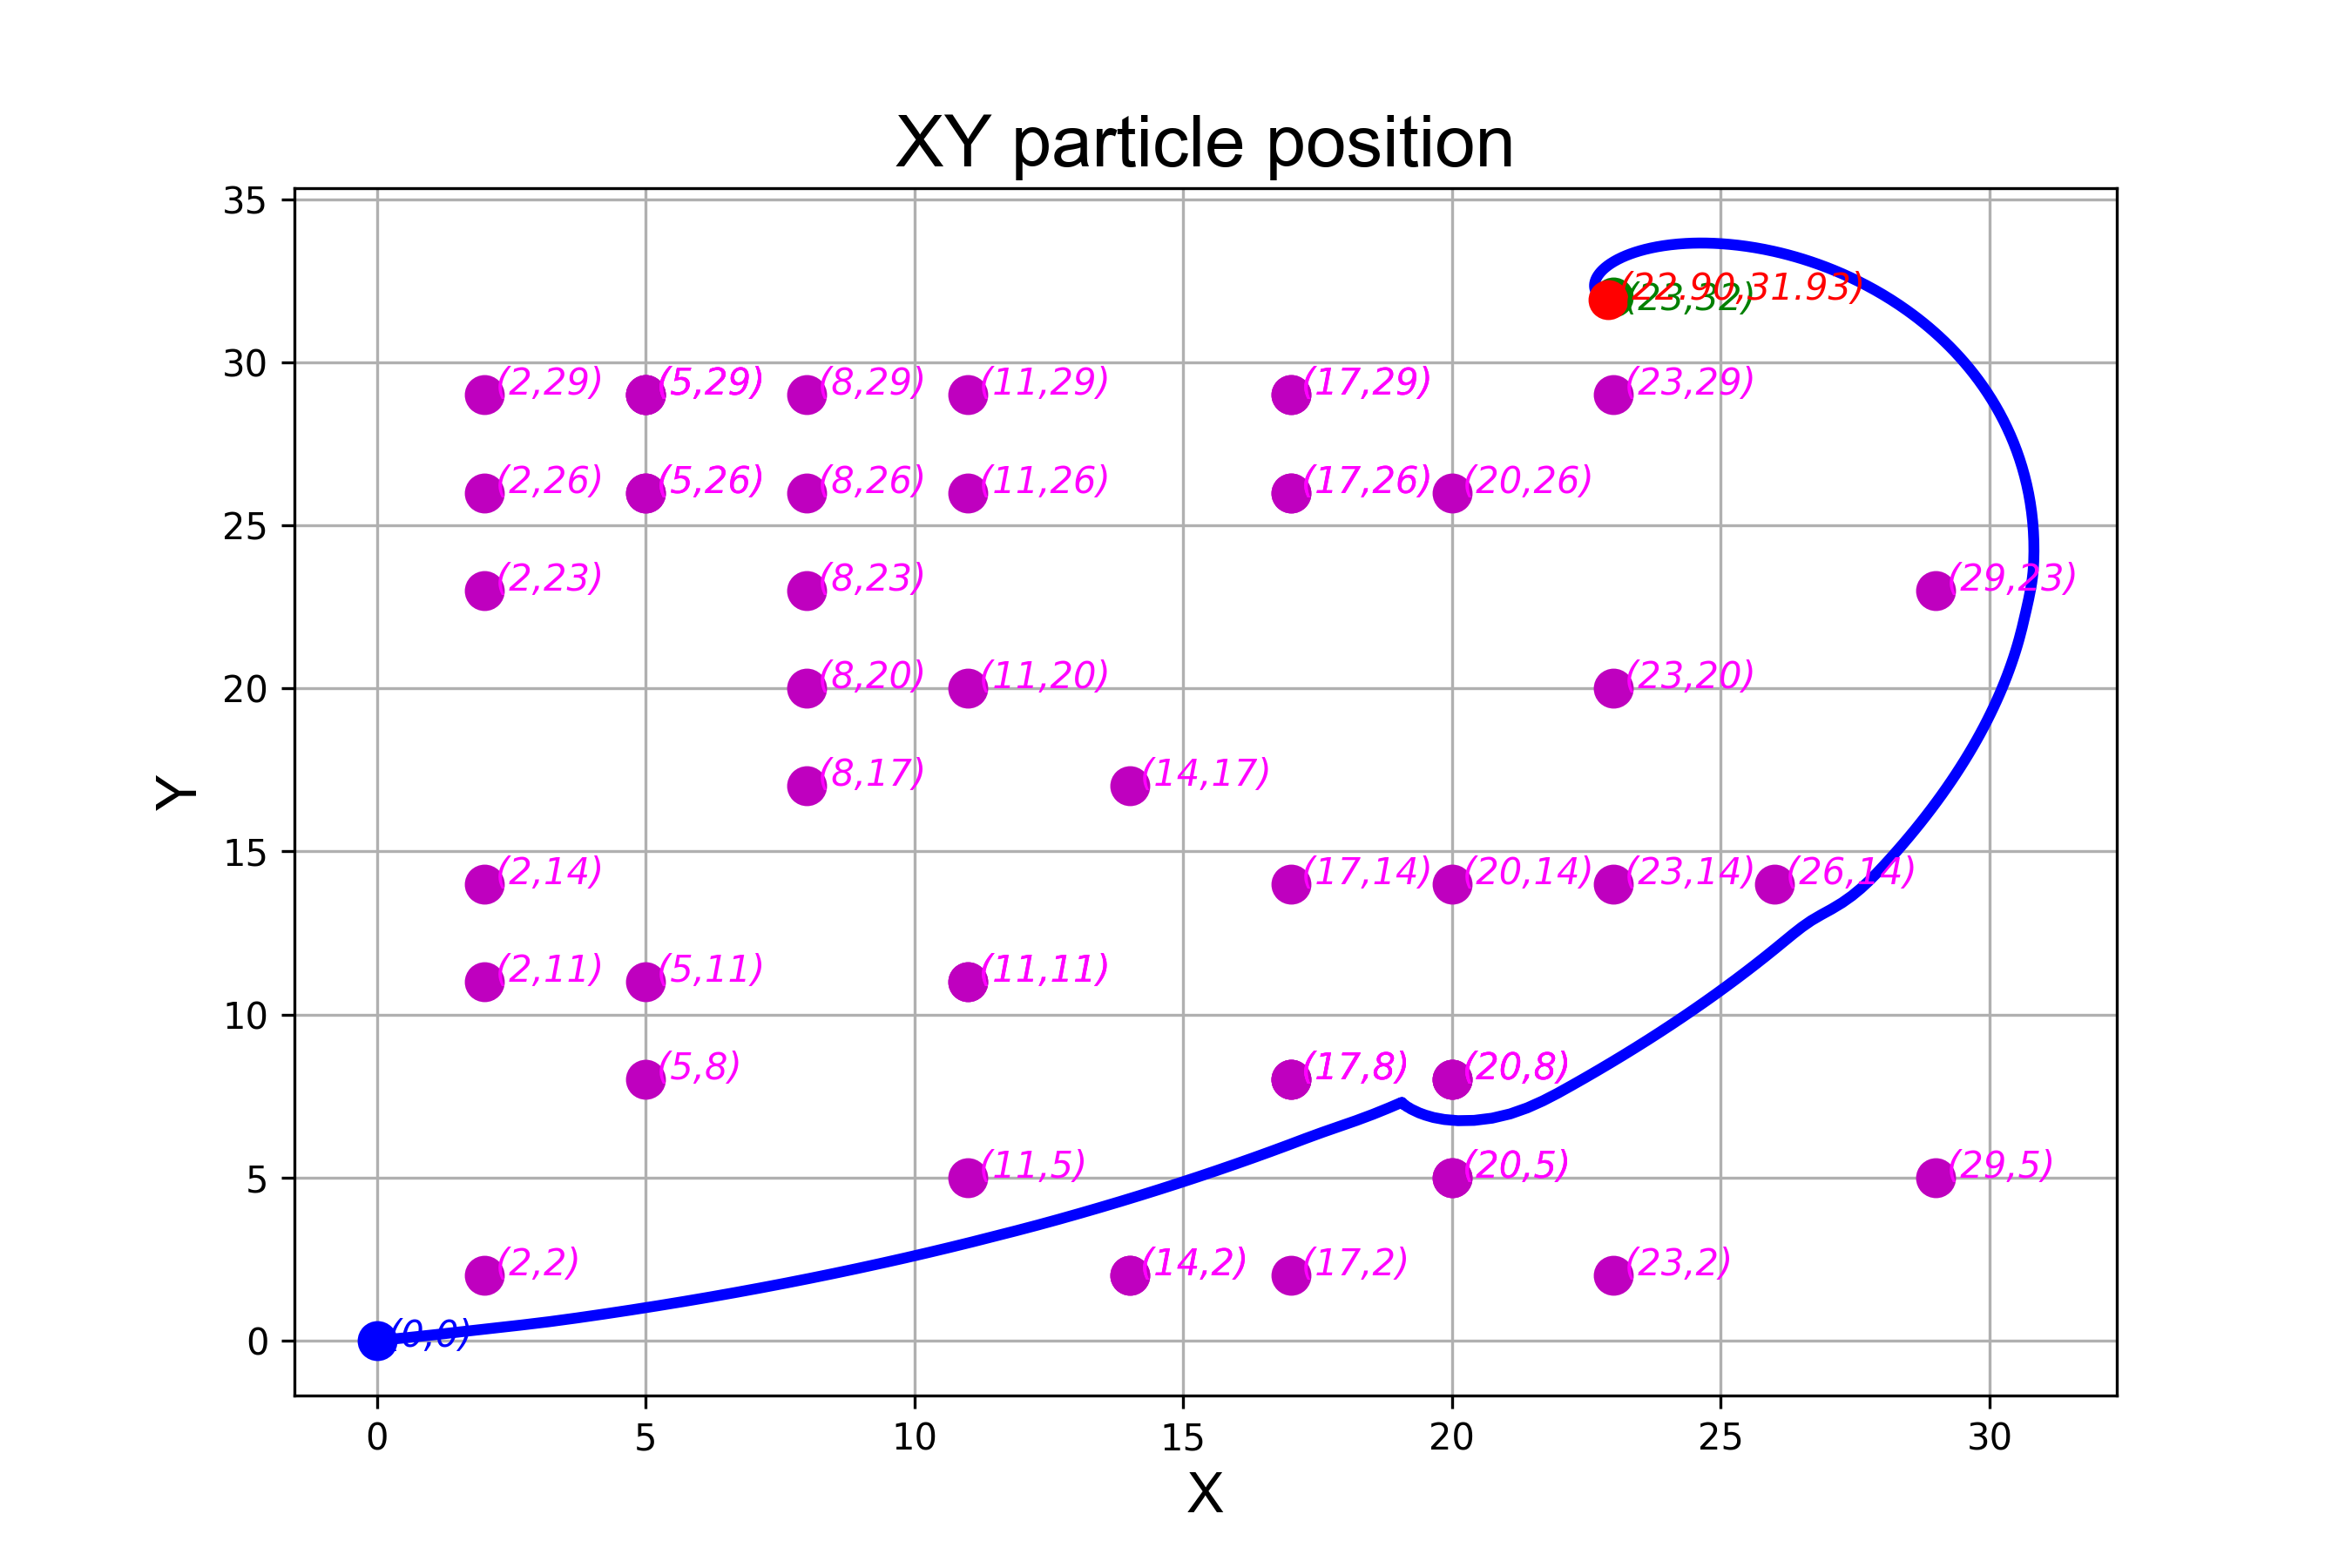 XY particle position
35
(22.90,31.93)
(23,32)
30
(2,29) (5,29) (8,29) (11,29) (17,29) (23,29)
(2,26) (5,26) (8,26) (11,26) (17,26) (20,26)
25
(2,23) (8,23) (29,23)
20
(8,20) (11,20) (23,20)
(8,17) (14,17)
Y
15
(2,14) (17,14) (20,14) (23,14) (26,14)
(2,11) (5,11) (11,11)
10
(5,8) (17,8) (20,8)
5
(11,5) (20,5) (29,5)
(2,2) (14,2) (17,2) (23,2)
0
(0,0)
0 5 10 15 20 25 30
X